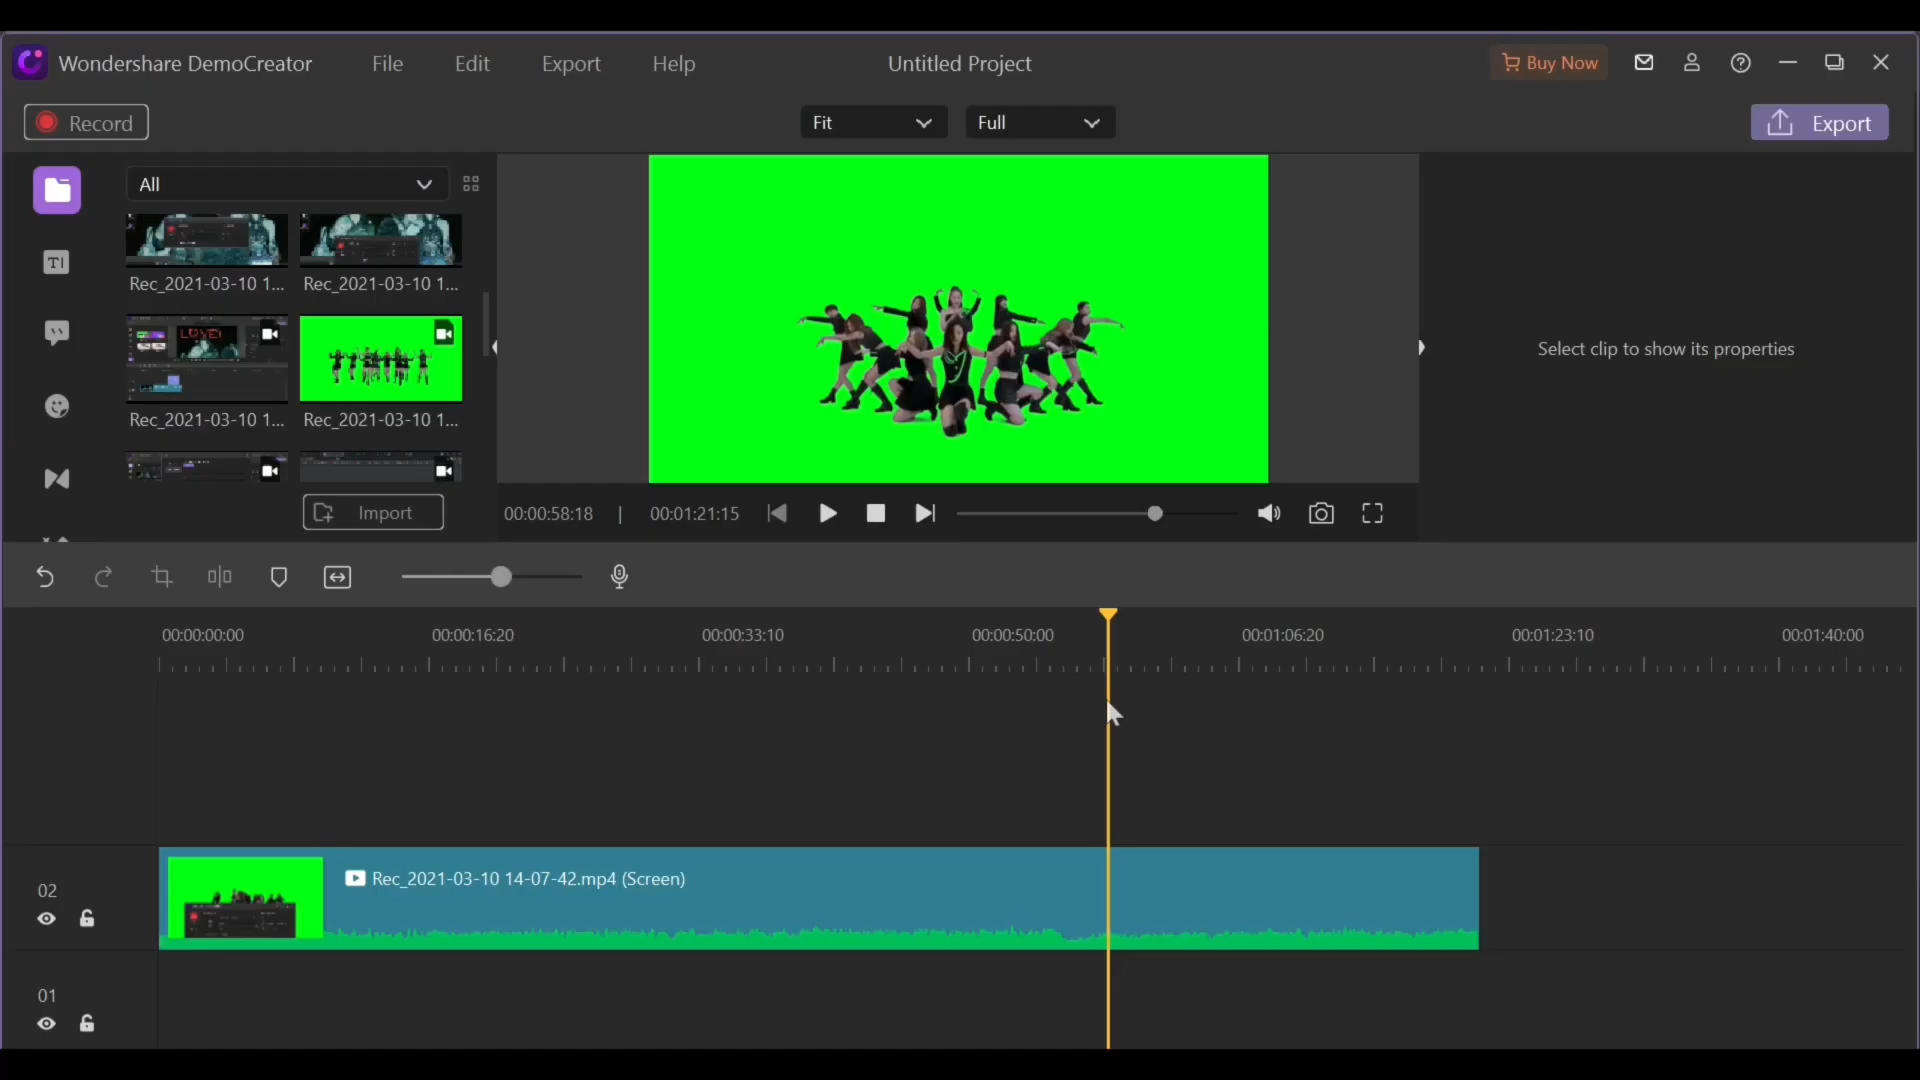 Wondershare DemoCreator
File
Edit
Export
Help
Untitled Project
Buy Now
Record
Fit
Full
Export
All
Rec_2021-03-10 1...
Rec_2021-03-10 1...
LOVE!
Rec_2021-03-10 1...
Rec_2021-03-10 1...
Import
Select clip to show its properties
00:00:58:18 | 00:01:21:15
00:00:00:00
00:00:16:20
00:00:33:10
00:00:50:00
00:01:06:20
00:01:23:10
00:01:40:00
02
Rec_2021-03-10 14-07-42.mp4 (Screen)
01